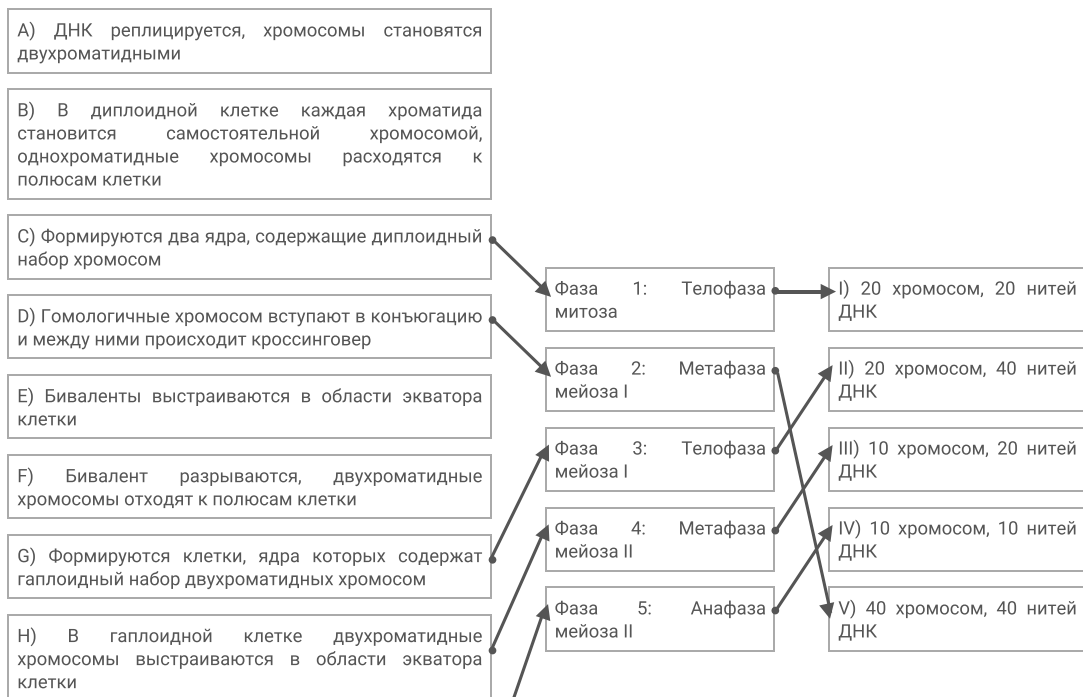 A) ДНК реплицируется, хромосомы становятся
двухроматидными
B) В диплоидной клетке каждая хроматида
становится самостоятельной хромосомой,
однохроматидные хромосомы расходятся к
полюсам клетки
C) Формируются два ядра, содержащие диплоидный
набор хромосом
D) Гомологичные хромосом вступают в конъюгацию
и между ними происходит кроссинговер
E) Биваленты выстраиваются в области экватора
клетки
F) Бивалент разрываются, двухроматидные
хромосомы отходят к полюсам клетки
G) Формируются клетки, ядра которых содержат
гаплоидный набор двухроматидных хромосом
H) В гаплоидной клетке двухроматидные
хромосомы выстраиваются в области экватора
клетки
Фаза 1: Телофаза
митоза
Фаза 2: Метафаза
мейоза I
Фаза 3: Телофаза
мейоза I
Фаза 4: Метафаза
мейоза II
Фаза 5: Анафаза
мейоза II
I) 20 хромосом, 20 нитей
ДНК
II) 20 хромосом, 40 нитей
ДНК
III) 10 хромосом, 20 нитей
ДНК
IV) 10 хромосом, 10 нитей
ДНК
V) 40 хромосом, 40 нитей
ДНК